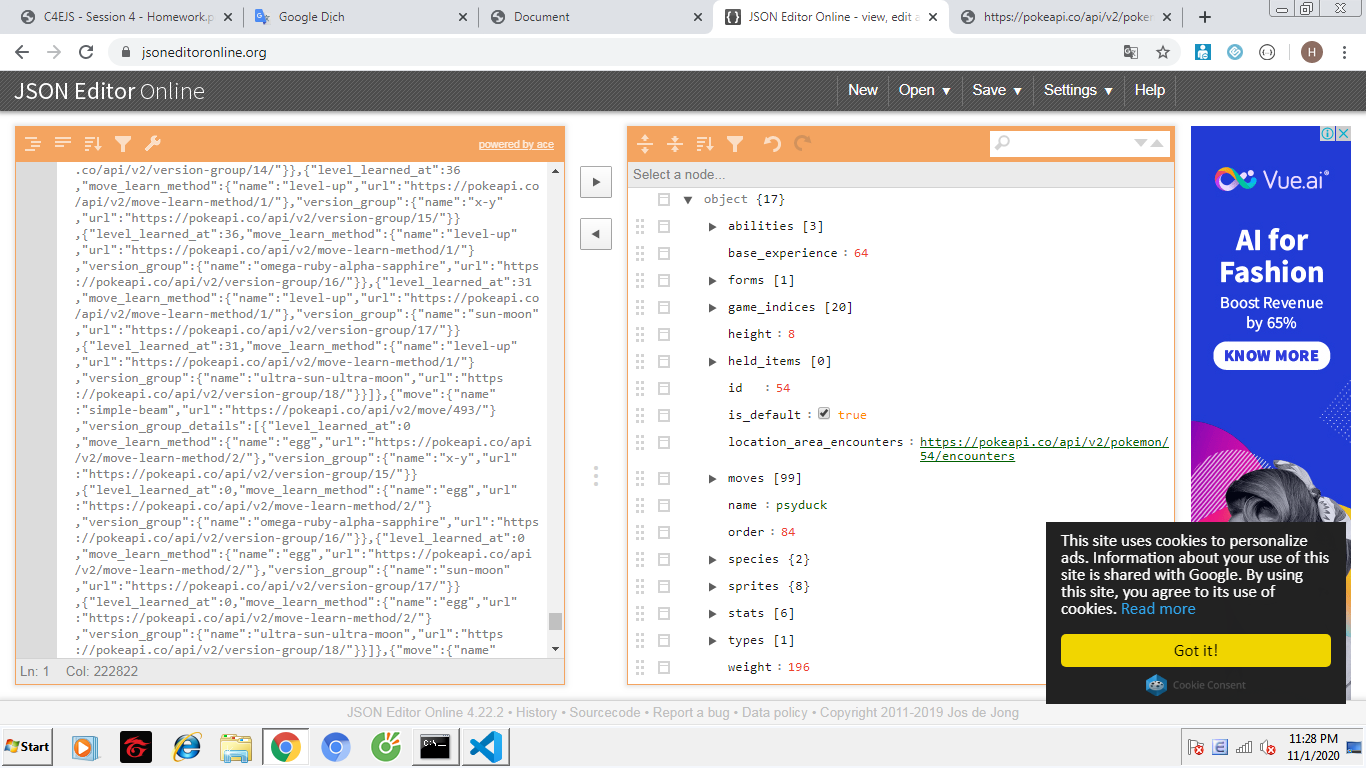 C4EJS - Session 4 - Homework.p
Google Dịch
Document
JSON Editor Online - view, edit a
https://pokeapi.co/api/v2/poker
jsoneditoronline.org
H
JSON Editor Online
New
Open ▼
Save ▼
Settings ▼
Help
powered by ace
.co/api/v2/version-group/14/"}},{"level_learned_at":36
,"move_learn_method":{"name":"level-up","url":"https://pokeapi.co
/api/v2/move-learn-method/1/"},"version_group":{"name":"x-y"
,"url":"https://pokeapi.co/api/v2/version-group/15/"}}
,{"level_learned_at":36,"move_learn_method":{"name":"level-up"
,"url":"https://pokeapi.co/api/v2/move-learn-method/1/"}
,"version_group":{"name":"omega-ruby-alpha-sapphire","url":"https
://pokeapi.co/api/v2/version-group/16/"}},{"level_learned_at":31
,"move_learn_method":{"name":"level-up","url":"https://pokeapi.co
/api/v2/move-learn-method/1/"},"version_group":{"name":"sun-moon"
,"url":"https://pokeapi.co/api/v2/version-group/17/"}}
,{"level_learned_at":31,"move_learn_method":{"name":"level-up"
,"url":"https://pokeapi.co/api/v2/move-learn-method/1/"}
,"version_group":{"name":"ultra-sun-ultra-moon","url":"https
://pokeapi.co/api/v2/version-group/18/"}}]},{"move":{"name"
:"simple-beam","url":"https://pokeapi.co/api/v2/move/493/"}
,"version_group_details":[{"level_learned_at":0
,"move_learn_method":{"name":"egg","url":"https://pokeapi.co/api
/v2/move-learn-method/2/"},"version_group":{"name":"x-y","url"
:"https://pokeapi.co/api/v2/version-group/15/"}}
,{"level_learned_at":0,"move_learn_method":{"name":"egg","url"
:"https://pokeapi.co/api/v2/move-learn-method/2/"}
,"version_group":{"name":"omega-ruby-alpha-sapphire","url":"https
://pokeapi.co/api/v2/version-group/16/"}},{"level_learned_at":0
,"move_learn_method":{"name":"egg","url":"https://pokeapi.co/api
/v2/move-learn-method/2/"},"version_group":{"name":"sun-moon"
,"url":"https://pokeapi.co/api/v2/version-group/17/"}}
,{"level_learned_at":0,"move_learn_method":{"name":"egg","url"
:"https://pokeapi.co/api/v2/move-learn-method/2/"}
,"version_group":{"name":"ultra-sun-ultra-moon","url":"https
://pokeapi.co/api/v2/version-group/18/"}}]},{"move":{"name"
Ln: 1 Col: 222822
Select a node...
object {17}
abilities [3]
base_experience : 64
forms [1]
game_indices [20]
height : 8
held_items [0]
id : 54
is_default : true
location_area_encounters : https://pokeapi.co/api/v2/pokemon/
54/encounters
moves [99]
name : psyduck
order : 84
species {2}
sprites {8}
stats [6]
types [1]
weight : 196
Vue.ai®
AI for
Fashion
Boost Revenue
by 65%
KNOW MORE
This site uses cookies to personalize
ads. Information about your use of this
site is shared with Google. By using
this site, you agree to its use of
cookies. Read more
Got it!
Cookie Consent
JSON Editor Online 4.22.2 • History • Sourcecode • Report a bug • Data policy • Copyright 2011-2019 Jos de Jong
Start
11:28 PM
11/1/2020